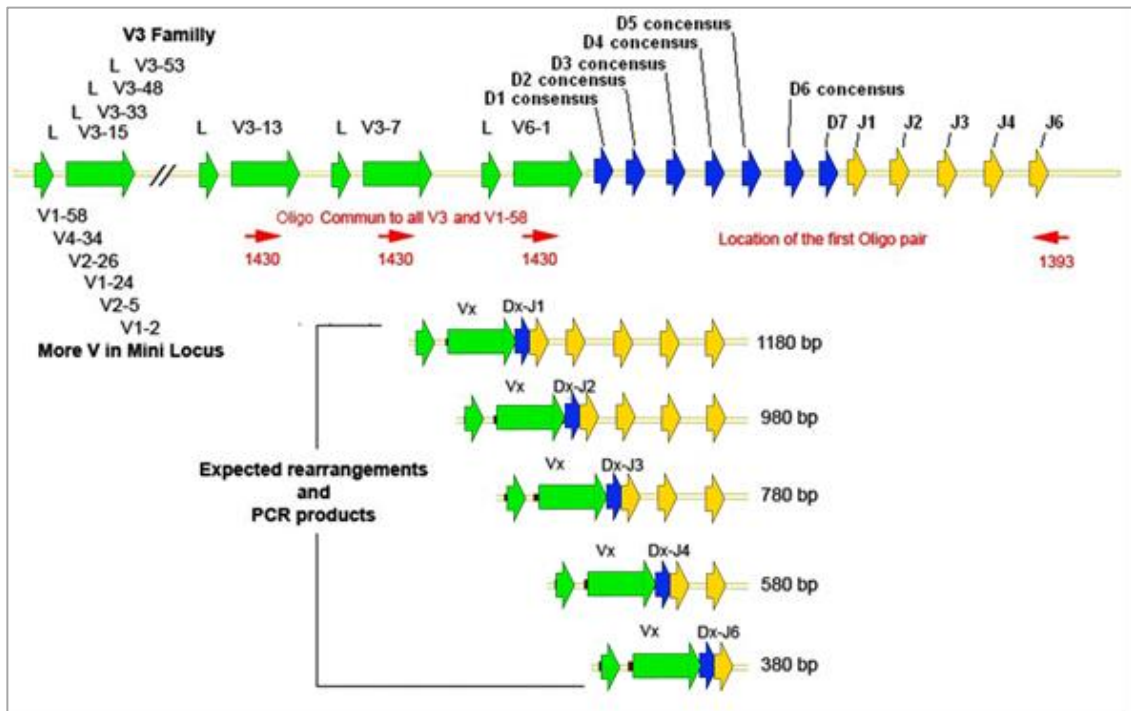 V3 Familly
L V3-53
L V3-48
L V3-33
L V3-15
L V3-13
L V3-7
L V6-1
D5 concensus
D4 concensus
D3 concensus
D2 concensus
D1 consensus
D6 concensus
D7 J1 J2 J3 J4 J6
V1-58
V4-34
V2-26
V1-24
V2-5
V1-2
More V in Mini Locus
Oligo Commun to all V3 and V1-58
1430 1430 1430
Location of the first Oligo pair
1393
Vx Dx-J1
1180 bp
Vx Dx-J2
980 bp
Expected rearrangements
and
PCR products
Vx Dx-J3
780 bp
Vx Dx-J4
580 bp
Vx Dx-J6
380 bp